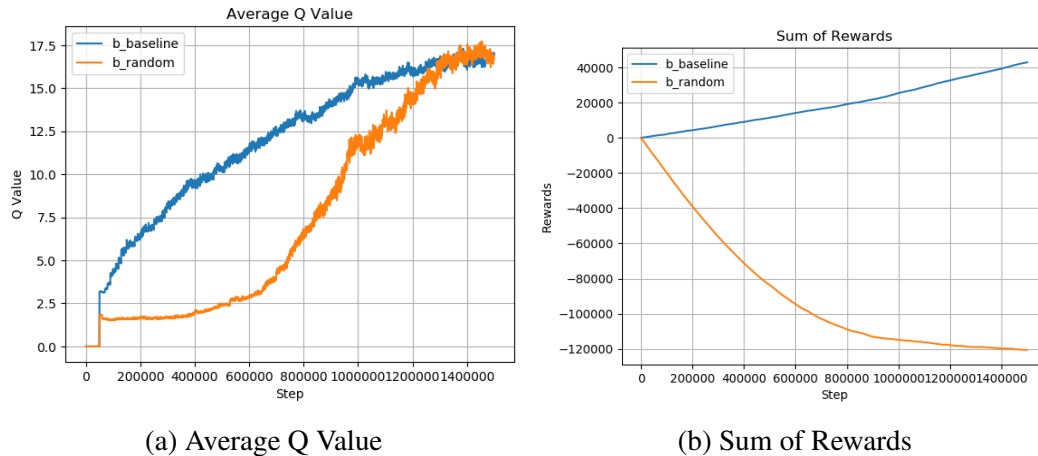 Average Q Value
17.5
15.0
12.5
10.0
7.5
5.0
2.5
0.0
Q Value
b_baseline
b_random
0 200000 400000 600000 800000 1000000 1200000 1400000
Step
(a) Average Q Value
Sum of Rewards
40000
20000
0
−20000
−40000
−60000
−80000
−100000
−120000
Rewards
b_baseline
b_random
0 200000 400000 600000 800000 1000000 1200000 1400000
Step
(b) Sum of Rewards